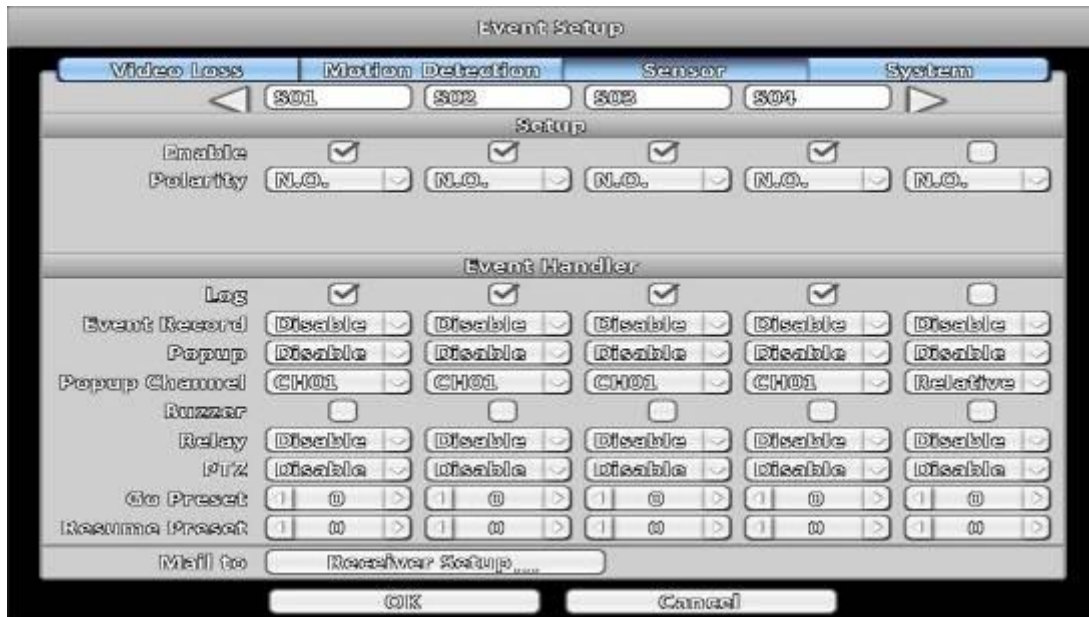 Event Setup
Video Loss Motion Detection Sensor System
S01 S02 S03 S04
Setup
Enable
Polarity N.O. N.O. N.O. N.O. N.O.
Event Handler
Log
Event Record Disable Disable Disable Disable Disable
Popup Disable Disable Disable Disable Disable
Popup Channel CH01 CH01 CH01 CH01 Relative
Buzzer
Relay Disable Disable Disable Disable Disable
PTZ Disable Disable Disable Disable Disable
Go Preset 0 0 0 0 0
Resume Preset 0 0 0 0 0
Mail to Receiver Setup...
OK Cancel